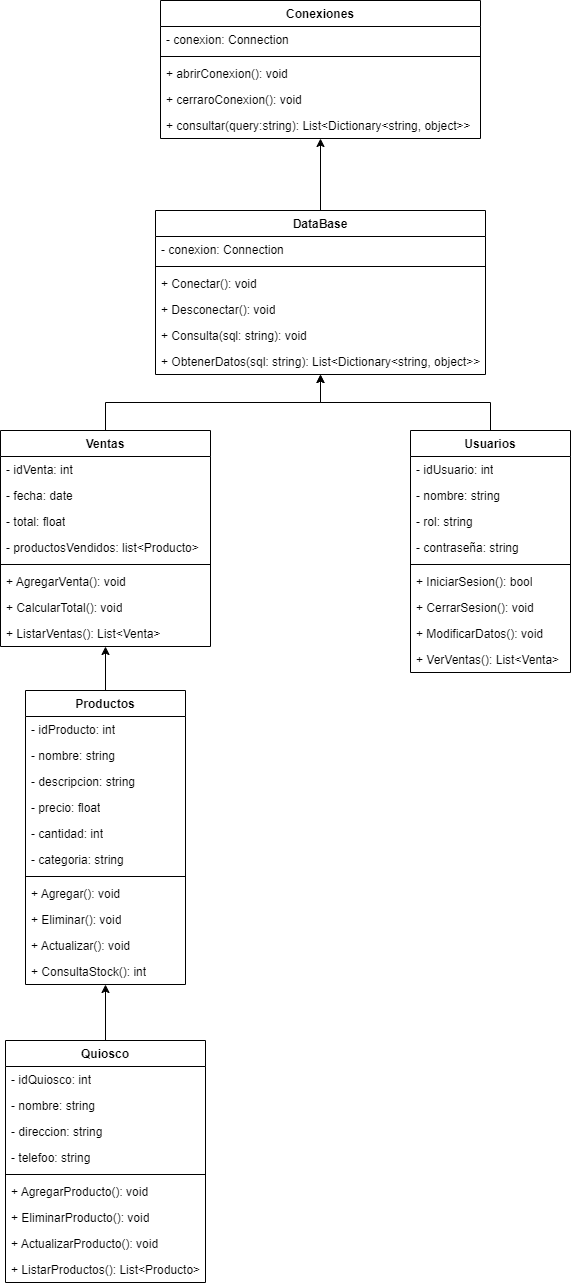 Conexiones
- conexion: Connection
+ abrirConexion(): void
+ cerraroConexion(): void
+ consultar(query:string): List<Dictionary<string, object>>
DataBase
- conexion: Connection
+ Conectar(): void
+ Desconectar(): void
+ Consulta(sql: string): void
+ ObtenerDatos(sql: string): List<Dictionary<string, object>>
Ventas
- idVenta: int
- fecha: date
- total: float
- productosVendidos: list<Producto>
+ AgregarVenta(): void
+ CalcularTotal(): void
+ ListarVentas(): List<Venta>
Usuarios
- idUsuario: int
- nombre: string
- rol: string
- contraseña: string
+ IniciarSesion(): bool
+ CerrarSesion(): void
+ ModificarDatos(): void
+ VerVentas(): List<Venta>
Productos
- idProducto: int
- nombre: string
- descripcion: string
- precio: float
- cantidad: int
- categoria: string
+ Agregar(): void
+ Eliminar(): void
+ Actualizar(): void
+ ConsultaStock(): int
Quiosco
- idQuiosco: int
- nombre: string
- direccion: string
- telefoo: string
+ AgregarProducto(): void
+ EliminarProducto(): void
+ ActualizarProducto(): void
+ ListarProductos(): List<Producto>